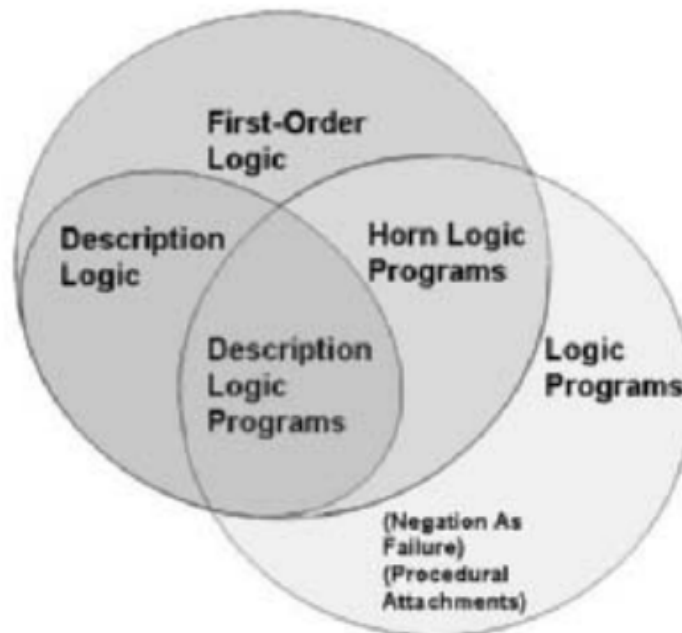 First-Order
Logic
Description
Logic
Horn Logic
Programs
Description
Logic
Programs
Logic
Programs
(Negation As
Failure)
(Procedural
Attachments)